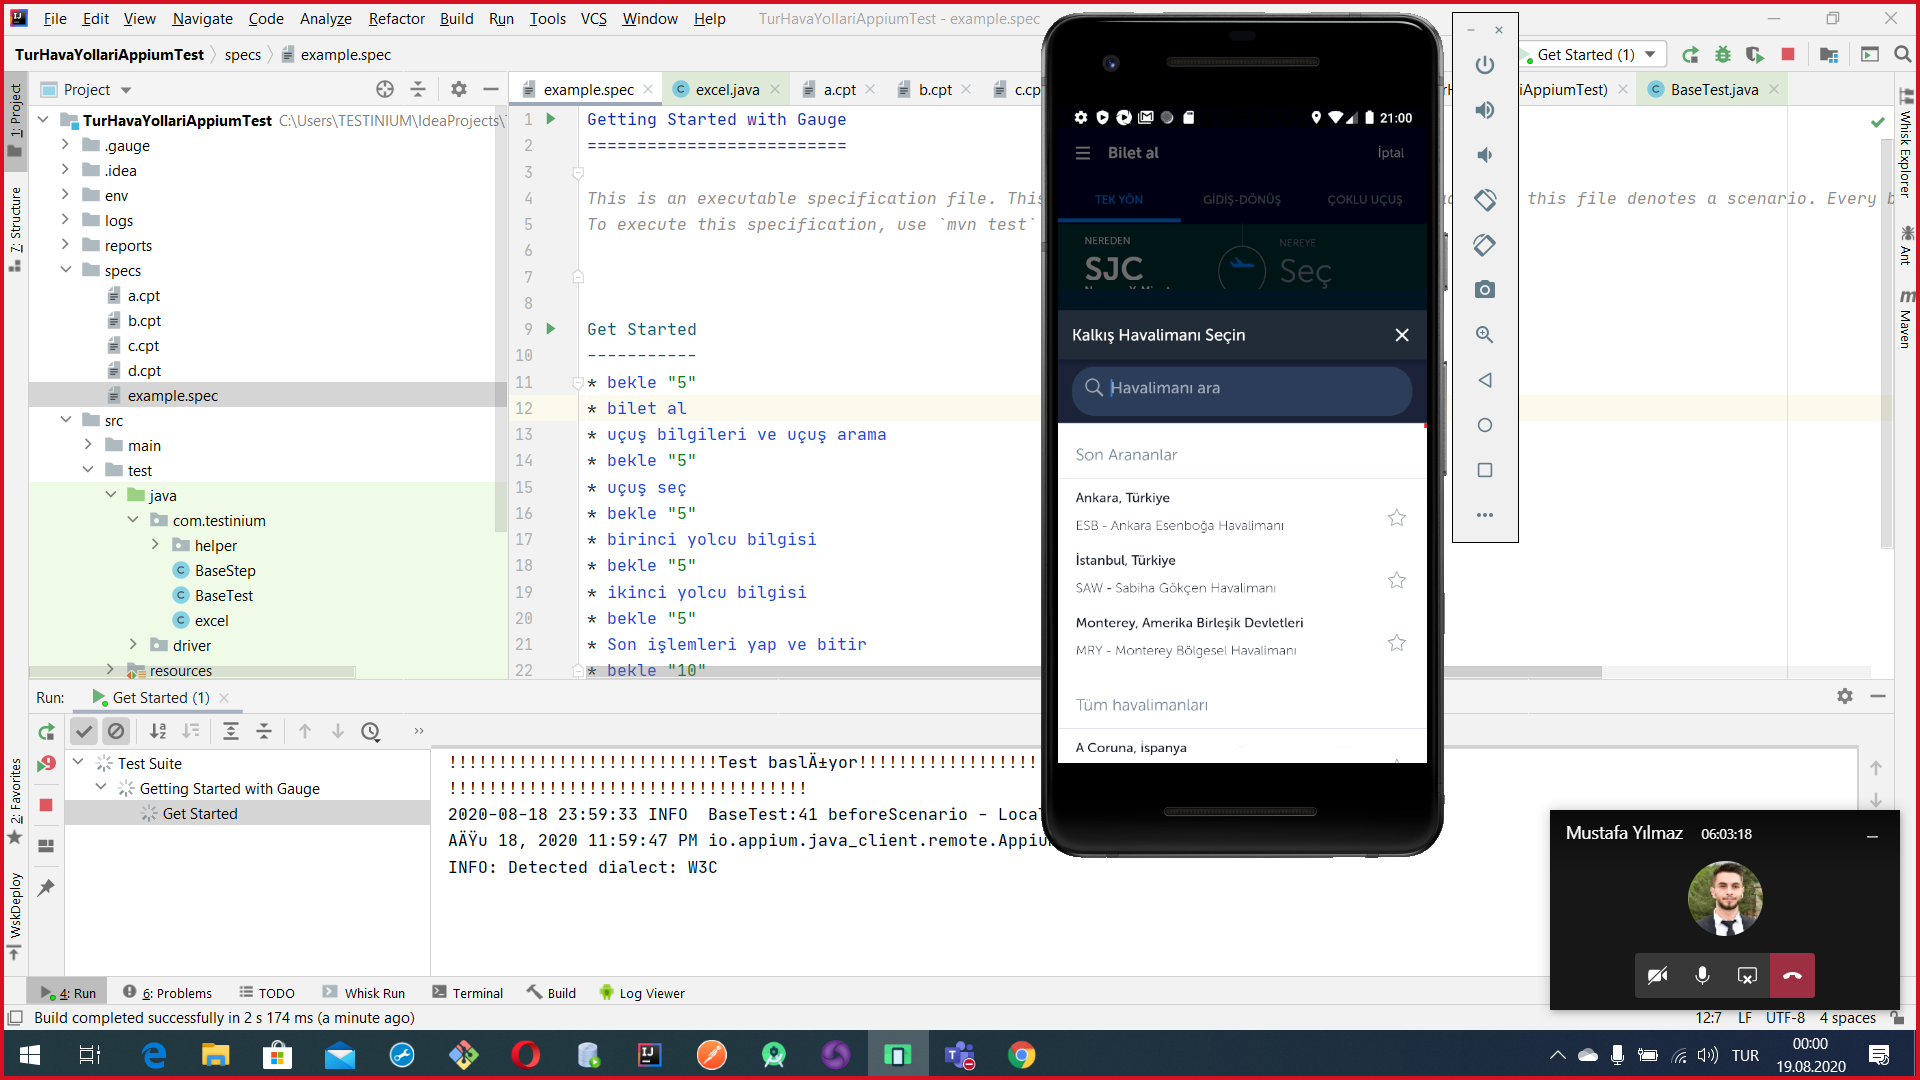 File Edit View Navigate Code Analyze Refactor Build Run Tools VCS Window Help TurHavaYollariAppiumTest - example.spec
TurHavaYollariAppiumTest specs example.spec
Get Started (1)
Project
example.spec excel.java a.cpt b.cpt c.cp
iAppiumTest) BaseTest.java
1: Project
7: Structure
2: Favorites
WskDeploy
TurHavaYollariAppiumTest C:\Users\TESTINIUM\IdeaProjects\
.gauge
.idea
env
logs
reports
specs
a.cpt
b.cpt
c.cpt
d.cpt
example.spec
src
main
test
java
com.testinium
helper
BaseStep
BaseTest
excel
driver
resources
1 Getting Started with Gauge
2 ==========================
3
4 This is an executable specification file. This
this file denotes a scenario. Every b
5 To execute this specification, use `mvn test`
6
7
8
9 Get Started
10 -----------
11 * bekle "5"
12 * bilet al
13 * uçuş bilgileri ve uçuş arama
14 * bekle "5"
15 * uçuş seç
16 * bekle "5"
17 * birinci yolcu bilgisi
18 * bekle "5"
19 * ikinci yolcu bilgisi
20 * bekle "5"
21 * Son işlemleri yap ve bitir
22 * bekle "10"
21:00
Bilet al İptal
TEK YÖN GİDİŞ-DÖNÜŞ ÇOKLU UÇUŞ
NEREDEN NEREYE
SJC Seç
Kalkış Havalimanı Seçin
Havalimanı ara
Son Arananlar
Ankara, Türkiye
ESB - Ankara Esenboğa Havalimanı
İstanbul, Türkiye
SAW - Sabiha Gökçen Havalimanı
Monterey, Amerika Birleşik Devletleri
MRY - Monterey Bölgesel Havalimanı
Tüm havalimanları
A Coruna, İspanya
Whisk Explorer
Ant
Maven
Run: Get Started (1)
Test Suite
Getting Started with Gauge
Get Started
!!!!!!!!!!!!!!!!!!!!!!!!!!!Test baslÄ±yor!!!!!!!!!!!!!!!!!!
!!!!!!!!!!!!!!!!!!!!!!!!!!!!!!!!!!!!
2020-08-18 23:59:33 INFO BaseTest:41 beforeScenario - Loca
AÄŸu 18, 2020 11:59:47 PM io.appium.java_client.remote.Appiu
INFO: Detected dialect: W3C
Mustafa Yılmaz 06:03:18
4: Run 6: Problems TODO Whisk Run Terminal Build Log Viewer
Build completed successfully in 2 s 174 ms (a minute ago)
12:7 LF UTF-8 4 spaces
TUR
00:00
19.08.2020